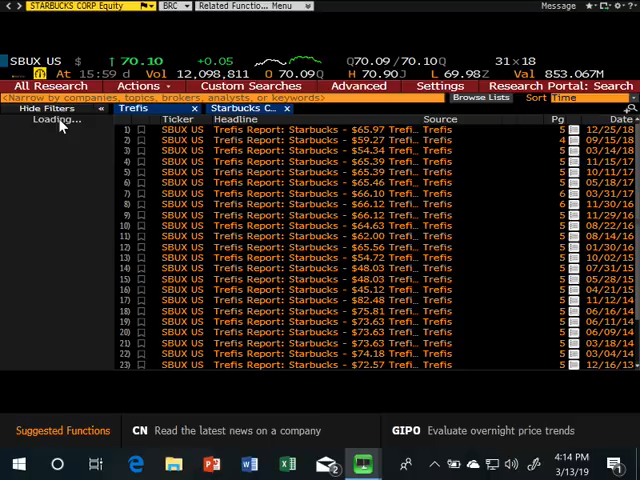 STARBUCKS CORP Equity BRC Related Functio... Menu Message
SBUX US $ ↑ 70.10 +0.05 Q70.09 / 70.10Q 31×18
At 15:59 d Vol 12,098,811 O 70.09Q H 70.90J L 69.98Z Val 853.067M
All Research Actions Custom Searches Advanced Settings Research Portal: Search
<Narrow by companies, topics, brokers, analysts, or keywords> Browse Lists Sort Time
Hide Filters « Trefis × Starbucks C... ×
Loading... Ticker Headline Source Pg Date
1) SBUX US Trefis Report: Starbucks - $65.97 Trefi... Trefis 5 12/25/18
2) SBUX US Trefis Report: Starbucks - $59.27 Trefi... Trefis 4 09/15/18
3) SBUX US Trefis Report: Starbucks - $54.34 Trefi... Trefis 5 03/14/18
4) SBUX US Trefis Report: Starbucks - $65.39 Trefi... Trefis 5 11/15/17
5) SBUX US Trefis Report: Starbucks - $65.39 Trefi... Trefis 5 10/11/17
6) SBUX US Trefis Report: Starbucks - $65.46 Trefi... Trefis 5 05/18/17
7) SBUX US Trefis Report: Starbucks - $66.10 Trefi... Trefis 6 03/31/17
8) SBUX US Trefis Report: Starbucks - $66.12 Trefi... Trefis 6 11/29/16
9) SBUX US Trefis Report: Starbucks - $66.12 Trefi... Trefis 5 11/29/16
10) SBUX US Trefis Report: Starbucks - $64.63 Trefi... Trefis 5 08/22/16
11) SBUX US Trefis Report: Starbucks - $62.00 Trefi... Trefis 5 08/14/16
12) SBUX US Trefis Report: Starbucks - $65.56 Trefi... Trefis 5 01/30/16
13) SBUX US Trefis Report: Starbucks - $54.72 Trefi... Trefis 5 10/02/15
14) SBUX US Trefis Report: Starbucks - $48.03 Trefi... Trefis 5 07/31/15
15) SBUX US Trefis Report: Starbucks - $48.03 Trefi... Trefis 5 05/28/15
16) SBUX US Trefis Report: Starbucks - $45.12 Trefi... Trefis 5 04/21/15
17) SBUX US Trefis Report: Starbucks - $82.48 Trefi... Trefis 5 11/12/14
18) SBUX US Trefis Report: Starbucks - $75.81 Trefi... Trefis 5 06/16/14
19) SBUX US Trefis Report: Starbucks - $73.63 Trefi... Trefis 5 06/11/14
20) SBUX US Trefis Report: Starbucks - $73.63 Trefi... Trefis 5 06/09/14
21) SBUX US Trefis Report: Starbucks - $73.63 Trefi... Trefis 5 03/18/14
22) SBUX US Trefis Report: Starbucks - $74.18 Trefi... Trefis 5 03/04/14
23) SBUX US Trefis Report: Starbucks - $72.57 Trefi... Trefis 5 12/16/13
Suggested Functions CN Read the latest news on a company GIPO Evaluate overnight price trends
2 4:14 PM
3/13/19